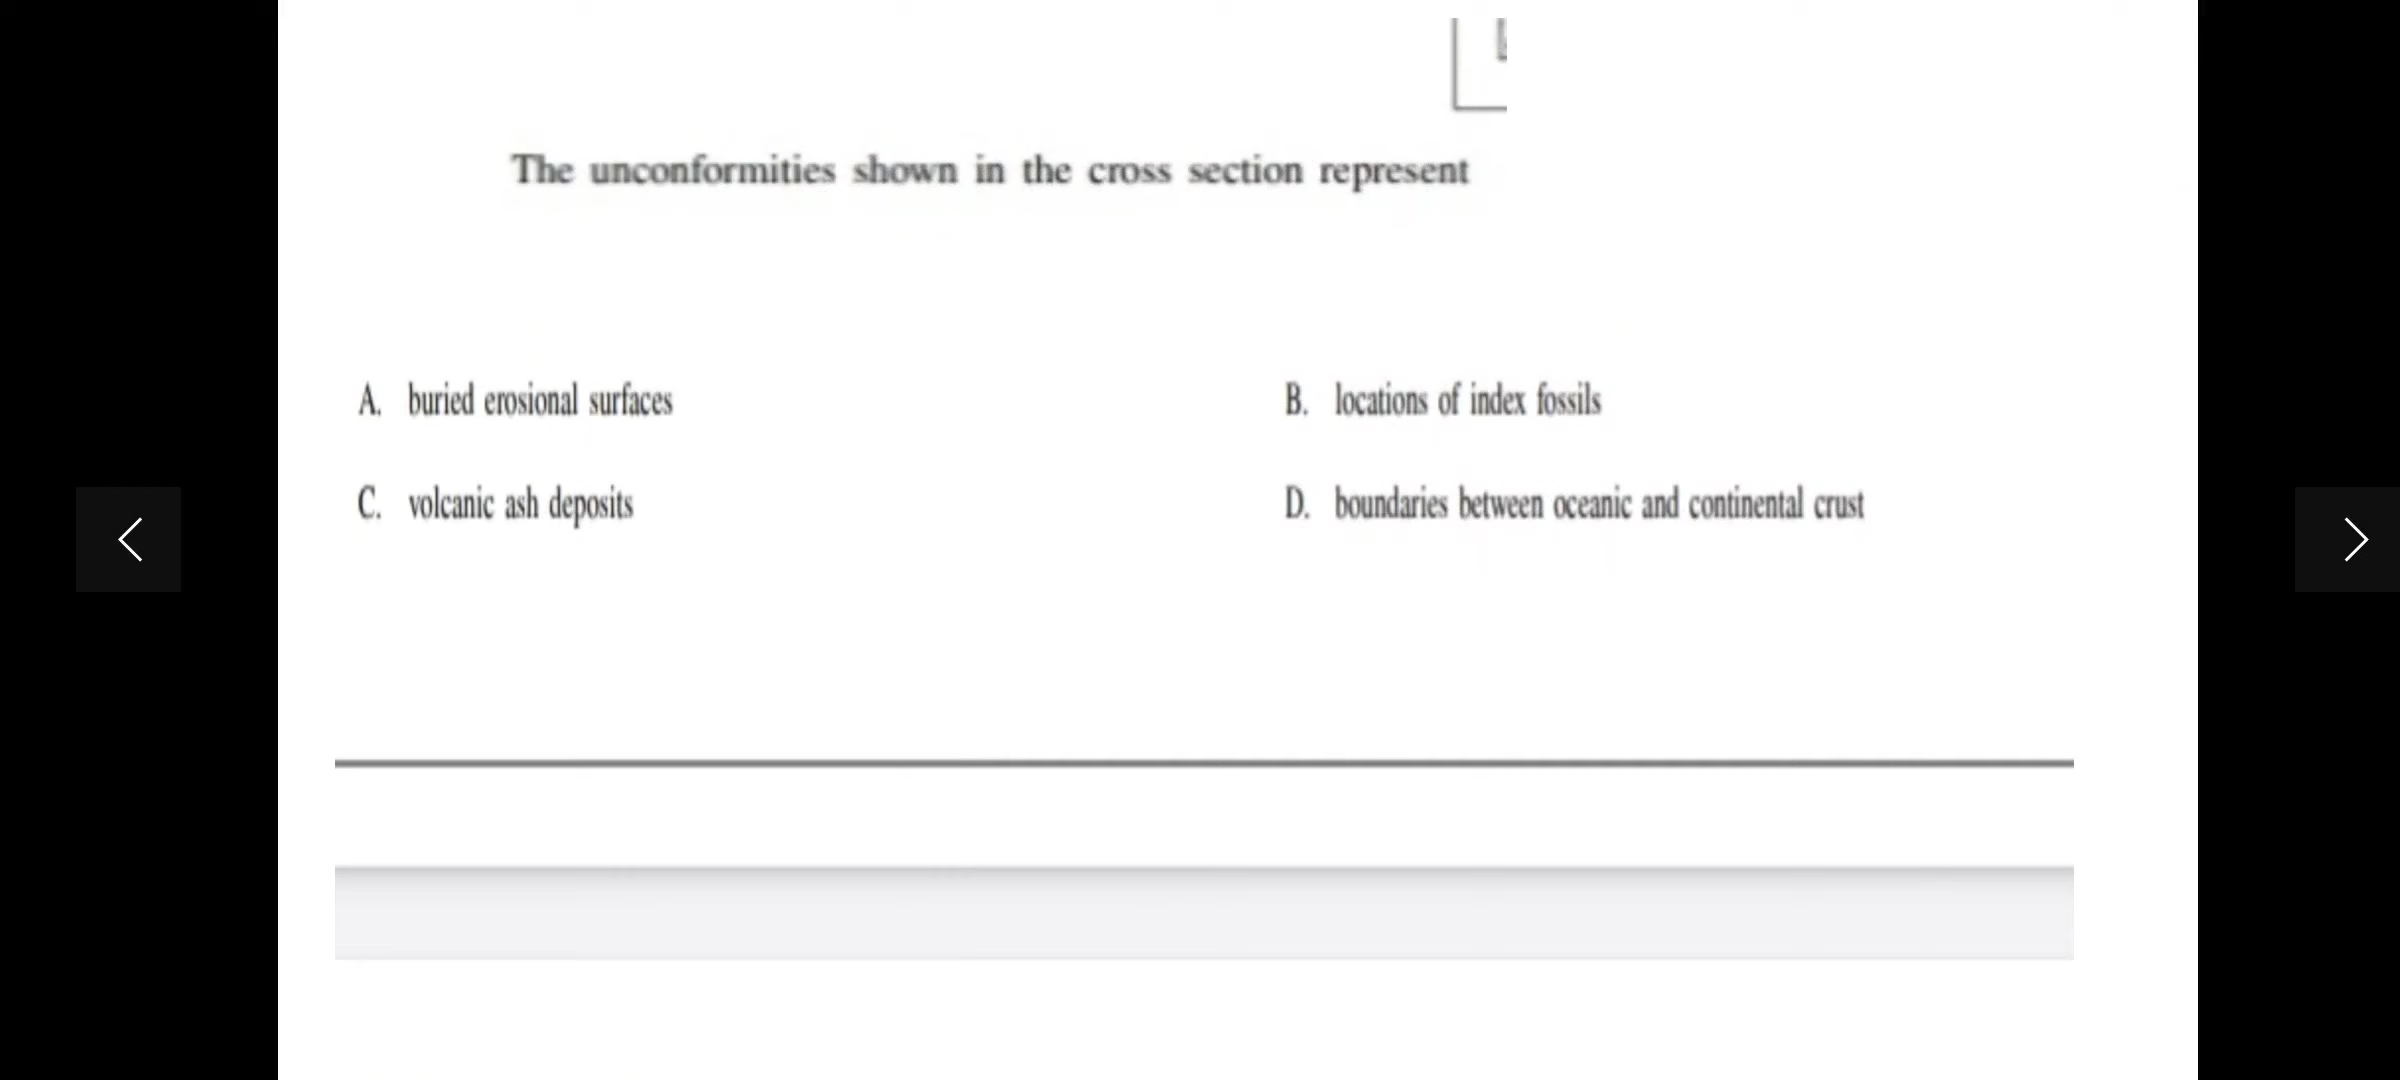 The unconformities shown in the cross section represent
A. buried erosional surfaces
B. locations of index fossils
C. volcanic ash deposits
D. boundaries between oceanic and continental crust